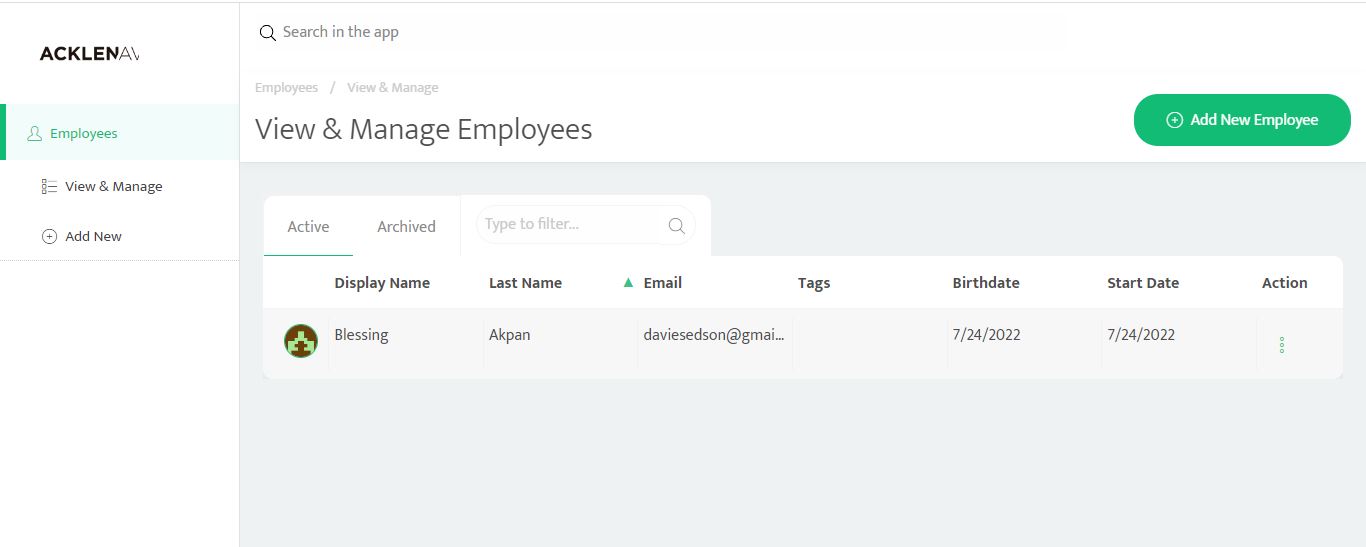 Search in the app
ACKLENAV
Employees / View & Manage
View & Manage Employees
Add New Employee
Employees
View & Manage
Add New
Active Archived Type to filter...
Display Name Last Name ▲ Email Tags Birthdate Start Date Action
Blessing Akpan daviesedson@gmai... 7/24/2022 7/24/2022